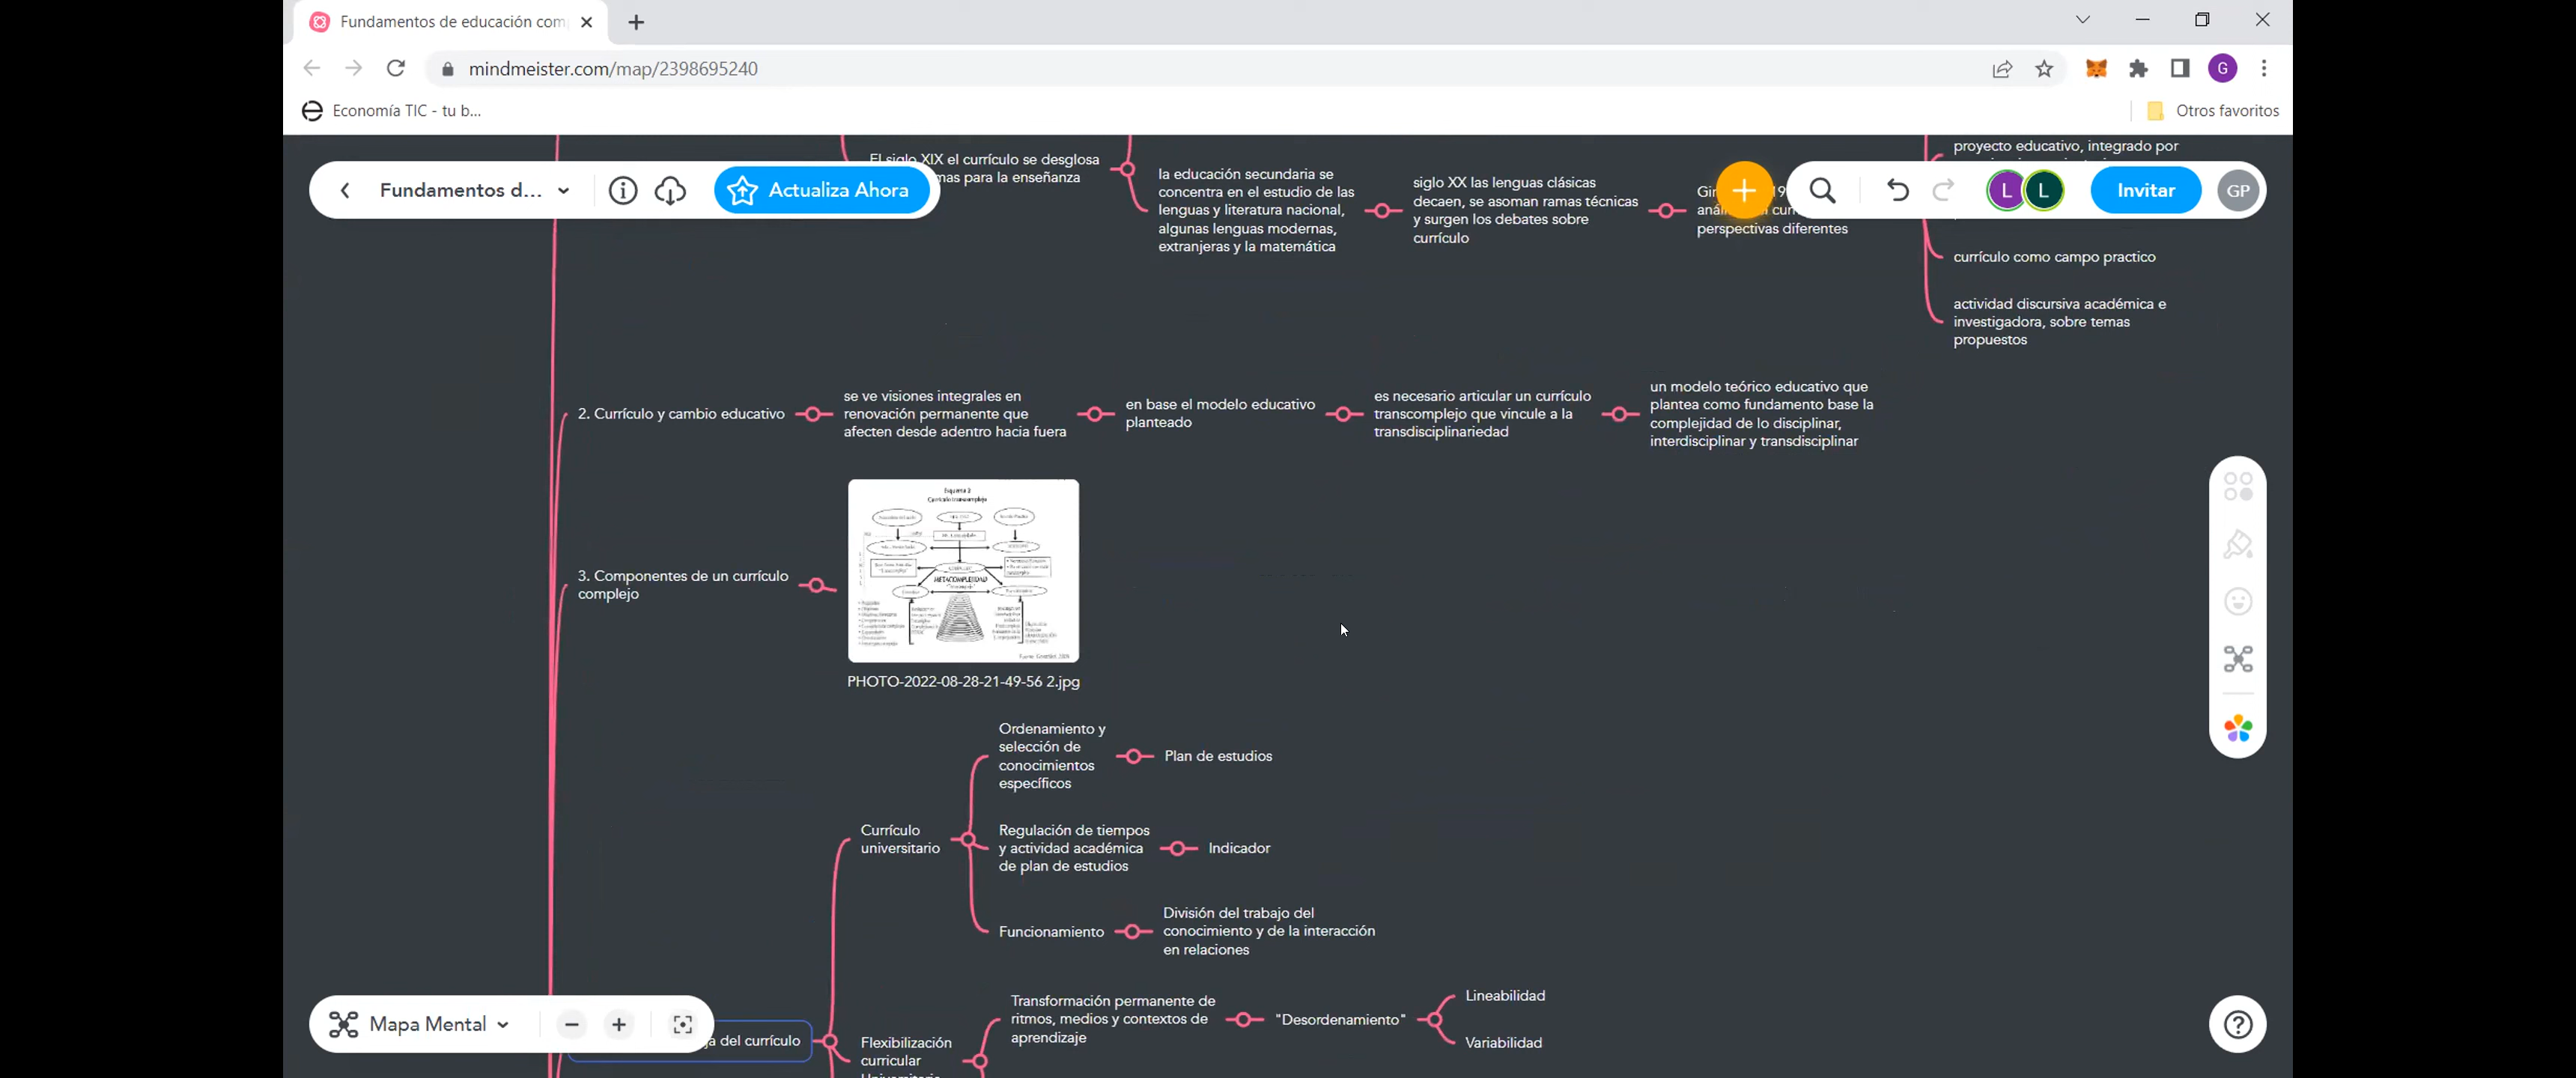 Fundamentos de educación com
mindmeister.com/map/2398695240
G
Economía TIC - tu b...
Otros favoritos
Fundamentos d...
Actualiza Ahora
L
L
Invitar
GP
El siglo XIX el currículo se desglosa
mas para la enseñanza
la educación secundaria se
concentra en el estudio de las
lenguas y literatura nacional,
algunas lenguas modernas,
extranjeras y la matemática
siglo XX las lenguas clásicas
decaen, se asoman ramas técnicas
y surgen los debates sobre
currículo
perspectivas diferentes
proyecto educativo, integrado por
currículo como campo practico
actividad discursiva académica e
investigadora, sobre temas
propuestos
2. Currículo y cambio educativo
se ve visiones integrales en
renovación permanente que
afecten desde adentro hacia fuera
en base el modelo educativo
planteado
es necesario articular un currículo
transcomplejo que vincule a la
transdisciplinariedad
un modelo teórico educativo que
plantea como fundamento base la
complejidad de lo disciplinar,
interdisciplinar y transdisciplinar
3. Componentes de un currículo
complejo
Esquema 3
METACOMPLEJIDAD
PHOTO-2022-08-28-21-49-56 2.jpg
Currículo
universitario
Ordenamiento y
selección de
conocimientos
específicos
Plan de estudios
Regulación de tiempos
y actividad académica
de plan de estudios
Indicador
Funcionamiento
División del trabajo del
conocimiento y de la interacción
en relaciones
Mapa Mental
ja del currículo
Flexibilización
curricular
Transformación permanente de
ritmos, medios y contextos de
aprendizaje
"Desordenamiento"
Lineabilidad
Variabilidad